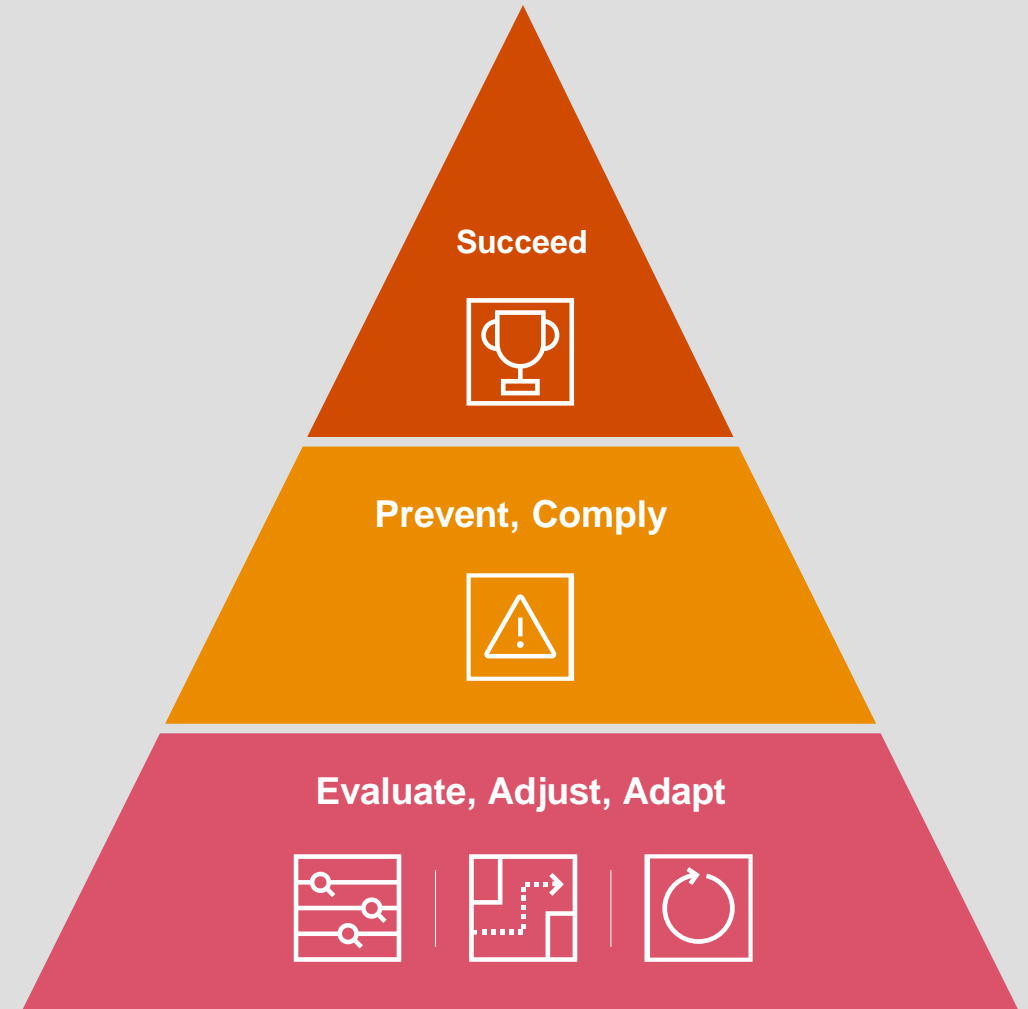 Succeed
Prevent, Comply
Evaluate, Adjust, Adapt